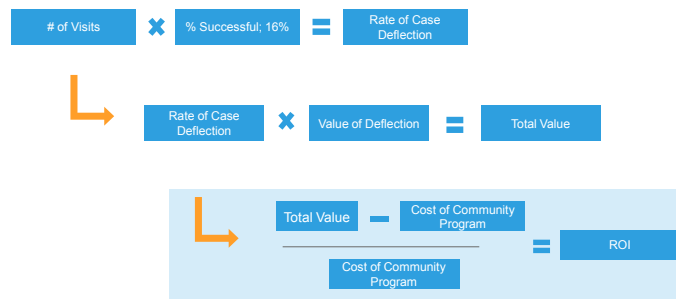 # of Visits
% Successful; 16%
Rate of Case
Deflection
Rate of Case
Deflection
Value of Deflection
Total Value
Total Value
Cost of Community
Program
ROI
Cost of Community
Program